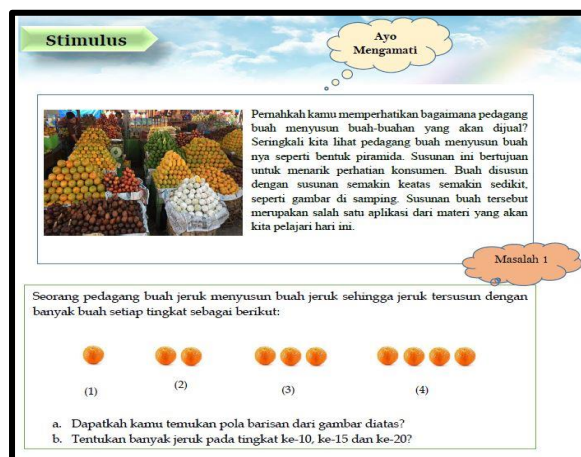 Stimulus
Ayo
Mengamati
Pernahkah kamu memperhatikan bagaimana pedagang
buah menyusun buah-buahan yang akan dijual?
Seringkali kita lihat pedagang buah menyusun buah
nya seperti bentuk piramida. Susunan ini bertujuan
untuk menarik perhatian konsumen. Buah disusun
dengan susunan semakin keatas semakin sedikit,
seperti gambar di samping. Susunan buah tersebut
merupakan salah satu aplikasi dari materi yang akan
kita pelajari hari ini.
Masalah 1
Seorang pedagang buah jeruk menyusun buah jeruk sehingga jeruk tersusun dengan
banyak buah setiap tingkat sebagai berikut:
(1) (2) (3) (4)
a. Dapatkah kamu temukan pola barisan dari gambar diatas?
b. Tentukan banyak jeruk pada tingkat ke-10, ke-15 dan ke-20?